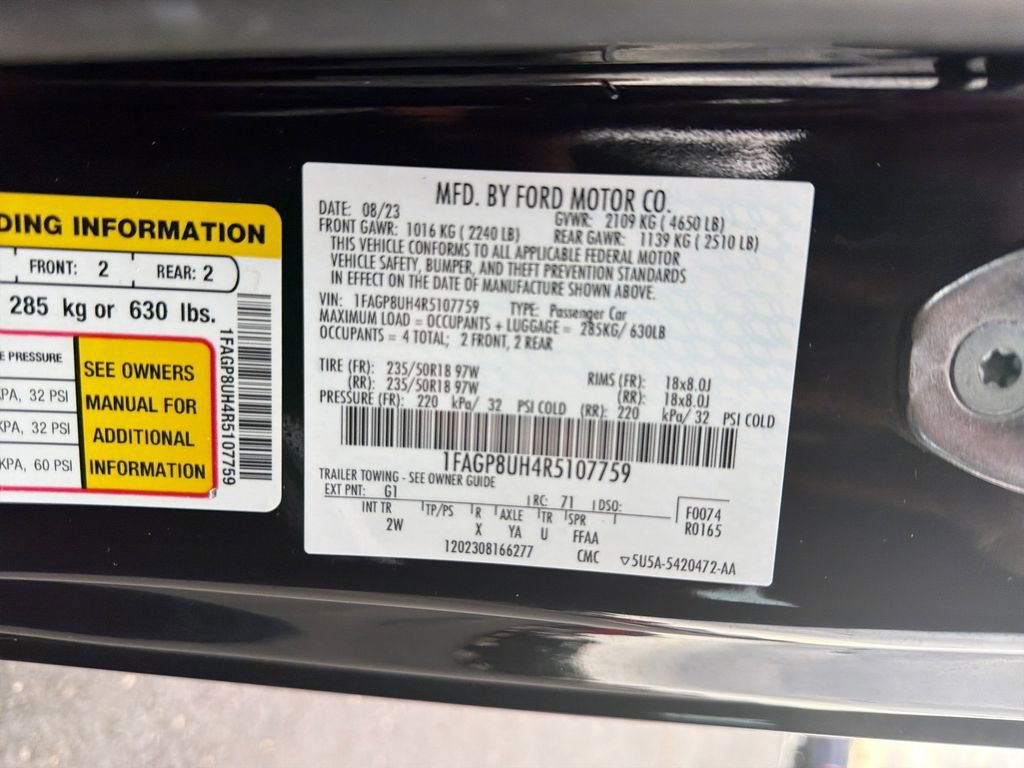 DING INFORMATION
FRONT: 2 REAR: 2
285 kg or 630 lbs.
E PRESSURE
KPA, 32 PSI
KPA, 32 PSI
KPA, 60 PSI
SEE OWNERS
MANUAL FOR
ADDITIONAL
INFORMATION
1FAGP8UH4R5107759
MFD. BY FORD MOTOR CO.
DATE: 08/23 GVWR: 2109 KG ( 4650 LB)
FRONT GAWR: 1016 KG ( 2240 LB) REAR GAWR: 1139 KG ( 2510 LB)
THIS VEHICLE CONFORMS TO ALL APPLICABLE FEDERAL MOTOR
VEHICLE SAFETY, BUMPER, AND THEFT PREVENTION STANDARDS
IN EFFECT ON THE DATE OF MANUFACTURE SHOWN ABOVE.
VIN: 1FAGP8UH4R5107759 TYPE: Passenger Car
MAXIMUM LOAD = OCCUPANTS + LUGGAGE = 285KG/ 630LB
OCCUPANTS = 4 TOTAL; 2 FRONT, 2 REAR
TIRE (FR): 235/50R18 97W RIMS (FR): 18x8.0J
(RR): 235/50R18 97W (RR): 18x8.0J
PRESSURE (FR): 220 kPa/ 32 PSI COLD (RR): 220 kPa/ 32 PSI COLD
1FAGP8UH4R5107759
TRAILER TOWING - SEE OWNER GUIDE
EXT PNT: G1 RC: 71 DSO: F0074
INT TR TP/PS R AXLE TR SPR R0165
2W X YA U FFAA
1202308166277 CMC ▽5U5A-5420472-AA